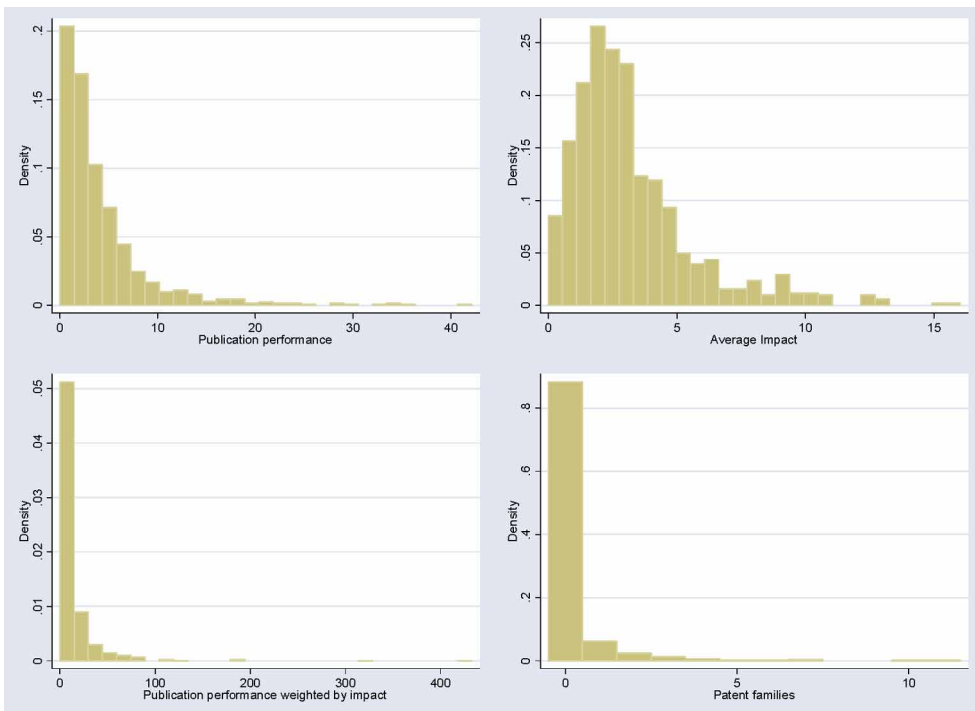 .2
.15
.1
.05
0
Density
0 10 20 30 40
Publication performance
.25
.2
.15
.1
.05
0
Density
0 5 10 15
Average Impact
.05
.04
.03
.02
.01
0
Density
0 100 200 300 400
Publication performance weighted by impact
.8
.6
.4
.2
0
Density
0 5 10
Patent families